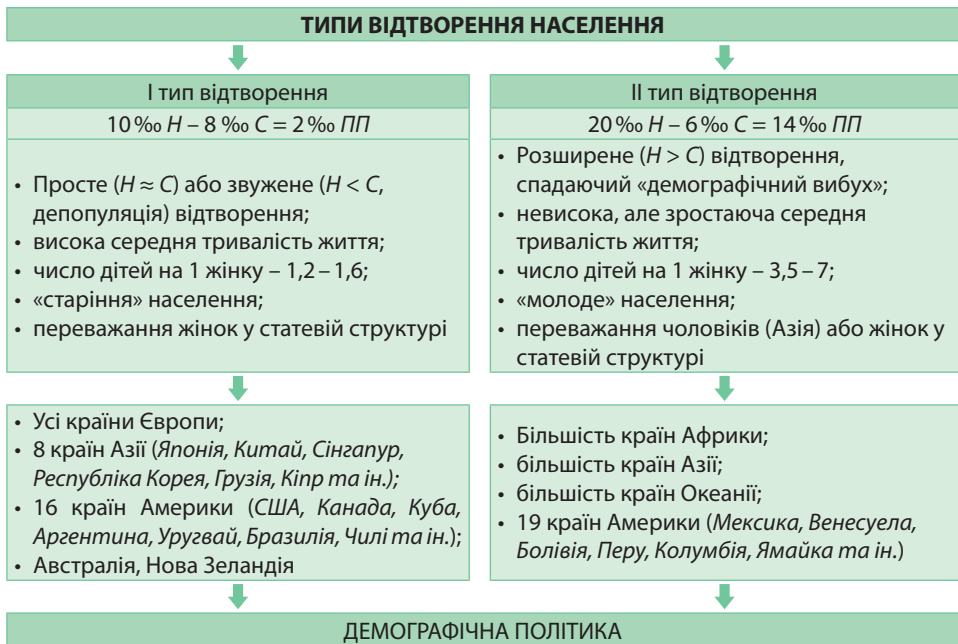 ТИПИ ВІДТВОРЕННЯ НАСЕЛЕННЯ
І тип відтворення
10 ‰ Н – 8 ‰ С = 2 ‰ ПП
• Просте (Н ≈ С) або звужене (Н < С,
депопуляція) відтворення;
• висока середня тривалість життя;
• число дітей на 1 жінку – 1,2 – 1,6;
• «старіння» населення;
• переважання жінок у статевій структурі
• Усі країни Європи;
• 8 країн Азії (Японія, Китай, Сінгапур,
Республіка Корея, Грузія, Кіпр та ін.);
• 16 країн Америки (США, Канада, Куба,
Аргентина, Уругвай, Бразилія, Чилі та ін.);
• Австралія, Нова Зеландія
ІІ тип відтворення
20 ‰ Н – 6 ‰ С = 14 ‰ ПП
• Розширене (Н > С) відтворення,
спадаючий «демографічний вибух»;
• невисока, але зростаюча середня
тривалість життя;
• число дітей на 1 жінку – 3,5 – 7;
• «молоде» населення;
• переважання чоловіків (Азія) або жінок у
статевій структурі
• Більшість країн Африки;
• більшість країн Азії;
• більшість країн Океанії;
• 19 країн Америки (Мексика, Венесуела,
Болівія, Перу, Колумбія, Ямайка та ін.)
ДЕМОГРАФІЧНА ПОЛІТИКА